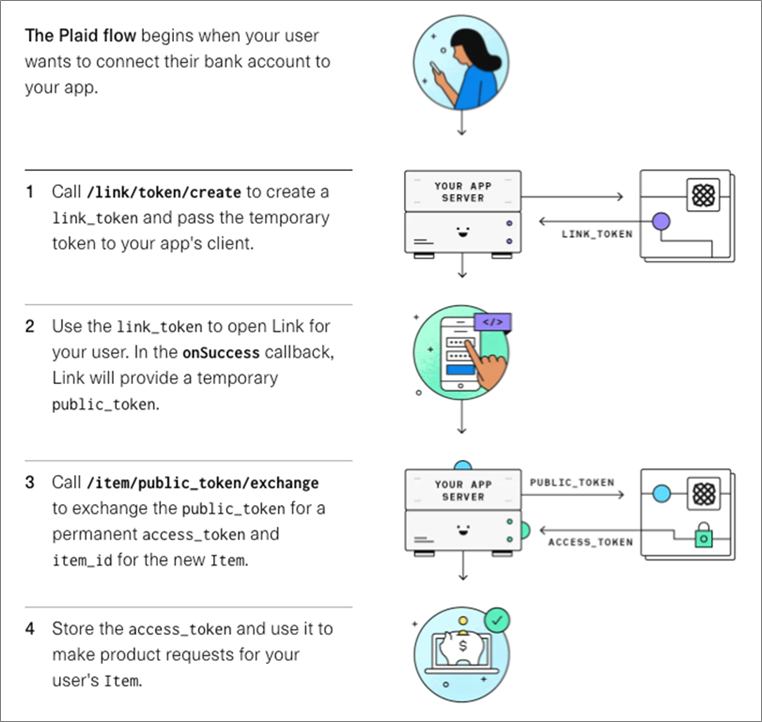 The Plaid flow begins when your user
wants to connect their bank account to
your app.
1 Call /link/token/create to create a
link_token and pass the temporary
token to your app's client.
YOUR APP
SERVER
LINK_TOKEN
2 Use the link_token to open Link for
your user. In the onSuccess callback,
Link will provide a temporary
public_token.
</>
3 Call /item/public_token/exchange
to exchange the public_token for a
permanent access_token and
item_id for the new Item.
YOUR APP
SERVER
PUBLIC_TOKEN
ACCESS_TOKEN
4 Store the access_token and use it to
make product requests for your
user's Item.
$